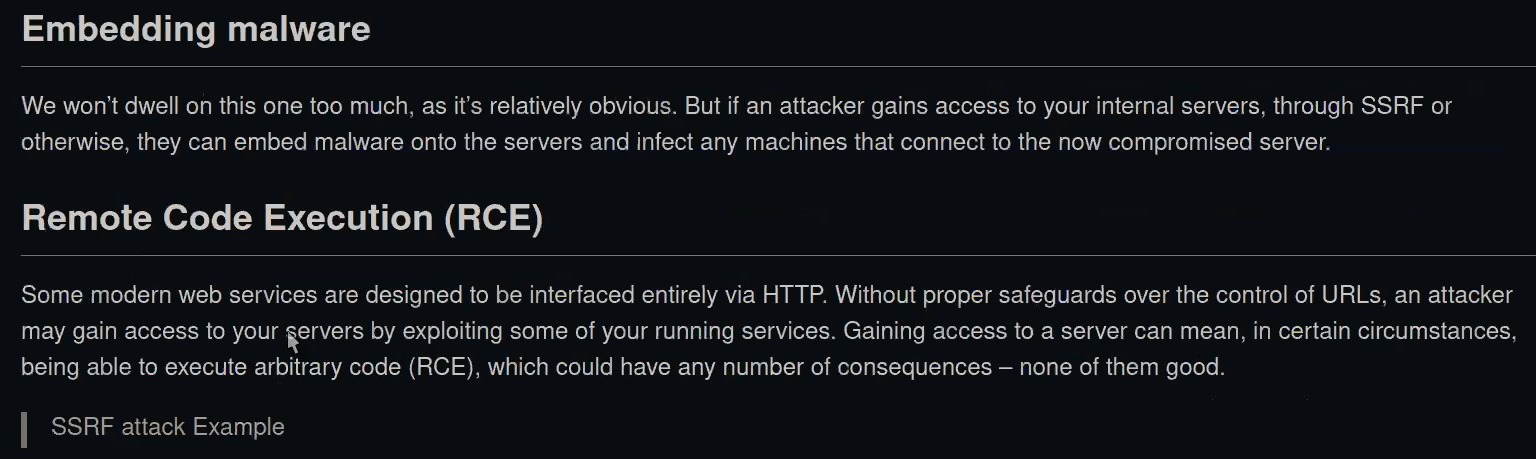 Embedding malware
We won’t dwell on this one too much, as it’s relatively obvious. But if an attacker gains access to your internal servers, through SSRF or
otherwise, they can embed malware onto the servers and infect any machines that connect to the now compromised server.
Remote Code Execution (RCE)
Some modern web services are designed to be interfaced entirely via HTTP. Without proper safeguards over the control of URLs, an attacker
may gain access to your servers by exploiting some of your running services. Gaining access to a server can mean, in certain circumstances,
being able to execute arbitrary code (RCE), which could have any number of consequences – none of them good.
SSRF attack Example